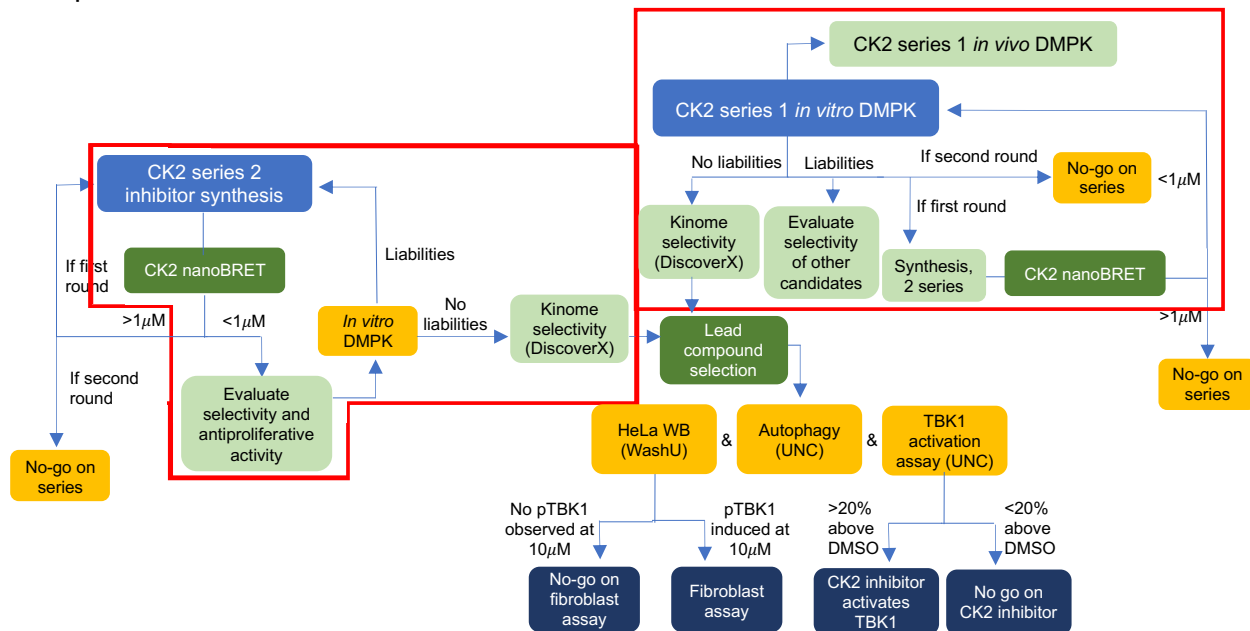 CK2 series 1 in vivo DMPK
CK2 series 1 in vitro DMPK
No liabilities
Liabilities
If second round
No-go on
series
<1μM
If first round
Kinome
selectivity
(DiscoverX)
Evaluate
selectivity
of other
candidates
Synthesis,
2 series
CK2 nanoBRET
>1μM
No-go on
series
CK2 series 2
inhibitor synthesis
CK2 nanoBRET
If first
round
Liabilities
>1μM
<1μM
In vitro
DMPK
No
liabilities
Kinome
selectivity
(DiscoverX)
Lead
compound
selection
If second
round
Evaluate
selectivity and
antiproliferative
activity
No-go on
series
HeLa WB
(WashU)
&
Autophagy
(UNC)
&
TBK1
activation
assay (UNC)
No pTBK1
observed at
10μM
pTBK1
induced at
10μM
>20%
above
DMSO
<20%
above
DMSO
No-go on
fibroblast
assay
Fibroblast
assay
CK2 inhibitor
activates
TBK1
No go on
CK2 inhibitor